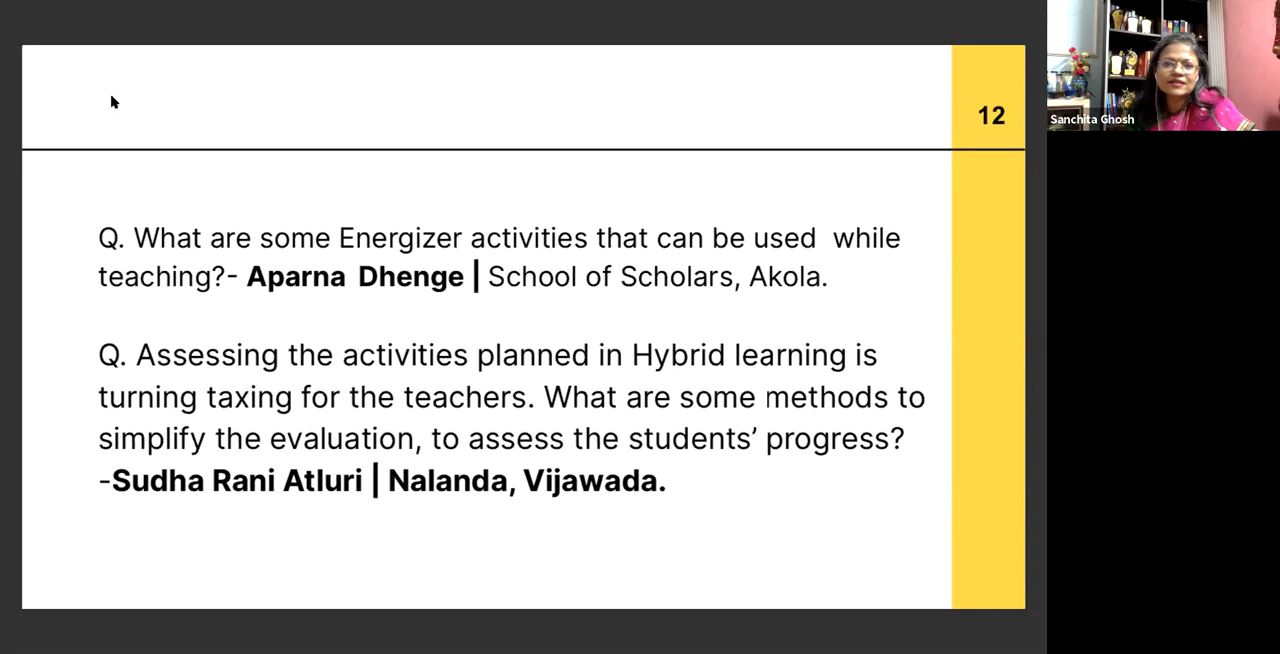 12
Q. What are some Energizer activities that can be used  while
teaching?- Aparna  Dhenge | School of Scholars, Akola.
Q. Assessing the activities planned in Hybrid learning is
turning taxing for the teachers. What are some methods to
simplify the evaluation, to assess the students’ progress?
-Sudha Rani Atluri | Nalanda, Vijawada.
Sanchita Ghosh